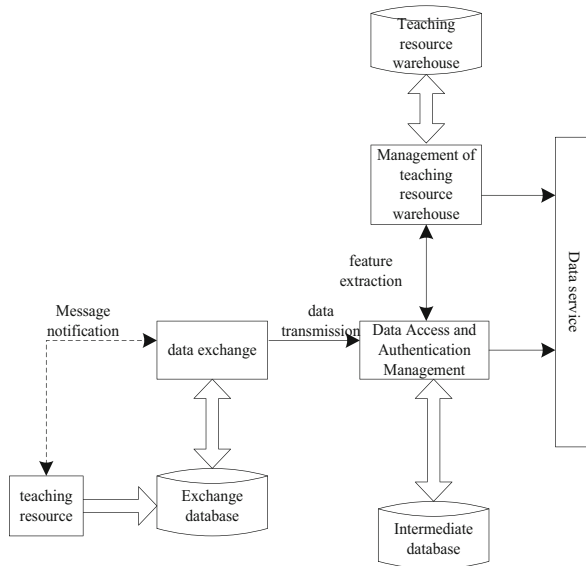 Teaching
resource
warehouse
Management of
teaching
resource
warehouse
Data service
feature
extraction
Message
notification
data
transmission
data exchange
Data Access and
Authentication
Management
teaching
resource
Exchange
database
Intermediate
database